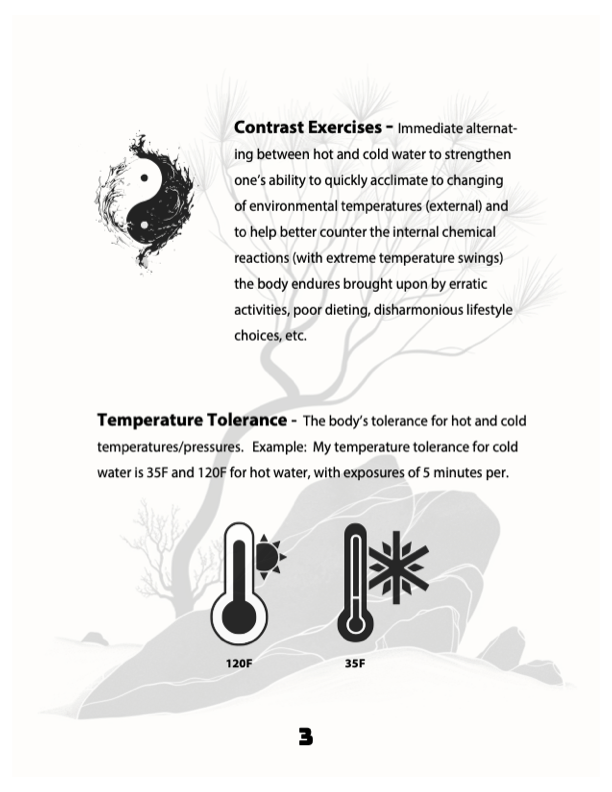 Contrast Exercises - Immediate alternat-
ing between hot and cold water to strengthen
one's ability to quickly acclimate to changing
of environmental temperatures (external) and
to help better counter the internal chemical
reactions (with extreme temperature swings)
the body endures brought upon by erratic
activities, poor dieting, disharmonious lifestyle
choices, etc.
Temperature Tolerance - The body's tolerance for hot and cold
temperatures/pressures. Example: My temperature tolerance for cold
water is 35F and 120F for hot water, with exposures of 5 minutes per.
120F
35F
3